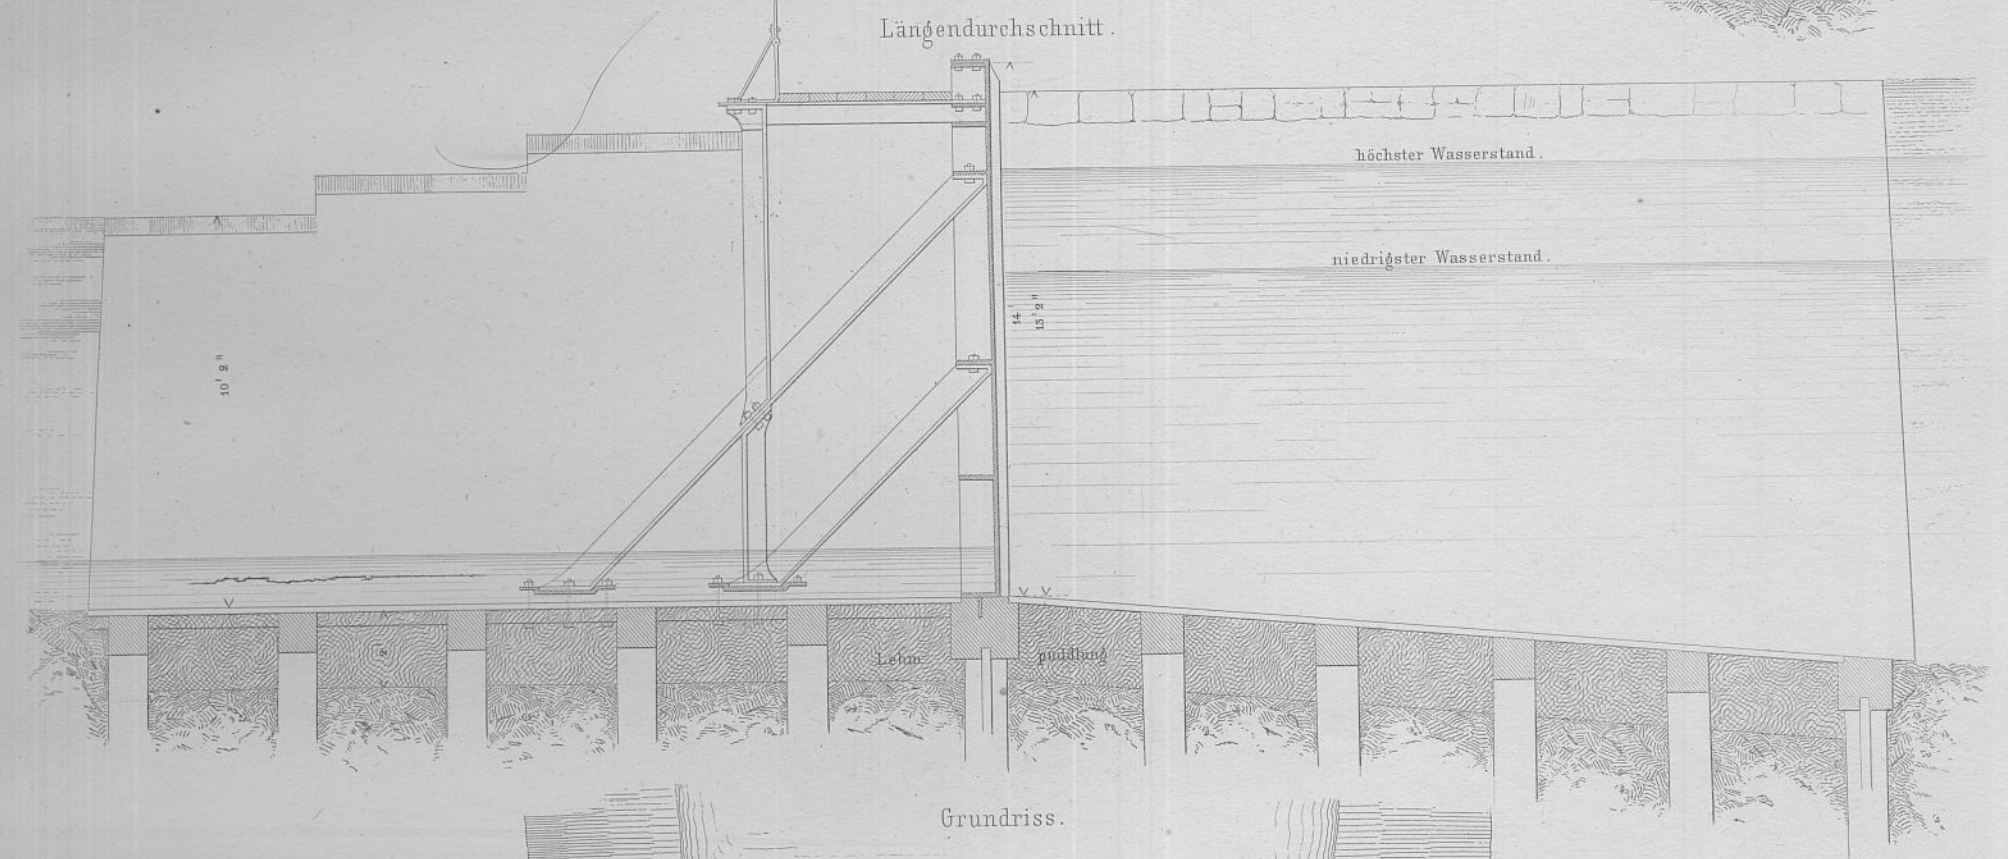 Längendurchschnitt.
höchster Wasserstand.
niedrigster Wasserstand.
10' 2"
14'
13' 2"
Lehm puddlung
Grundriss.